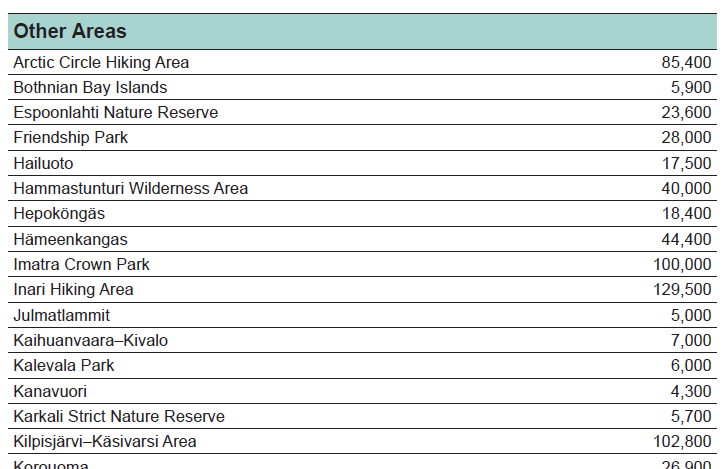 Other Areas
Arctic Circle Hiking Area 85,400
Bothnian Bay Islands 5,900
Espoonlahti Nature Reserve 23,600
Friendship Park 28,000
Hailuoto 17,500
Hammastunturi Wilderness Area 40,000
Hepoköngäs 18,400
Hämeenkangas 44,400
Imatra Crown Park 100,000
Inari Hiking Area 129,500
Julmatlammit 5,000
Kaihuanvaara–Kivalo 7,000
Kalevala Park 6,000
Kanavuori 4,300
Karkali Strict Nature Reserve 5,700
Kilpisjärvi–Käsivarsi Area 102,800
Korouoma 26,900